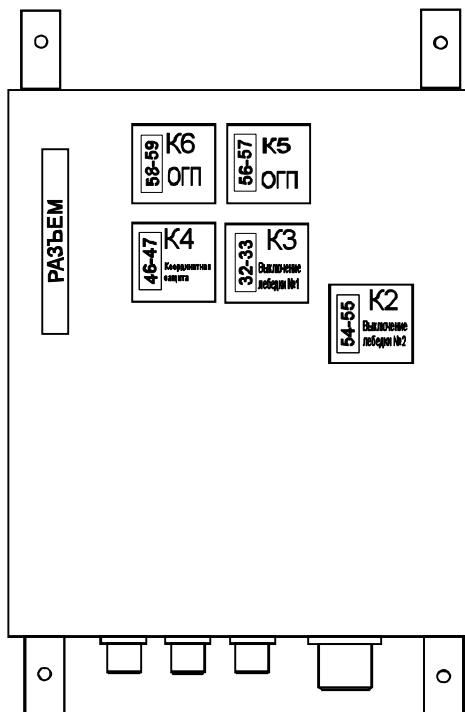 58-59
К6
ОГП
56-57
К5
ОГП
РАЗЪЕМ
46-47
К4
Координатная
защита
32-33
К3
Выключение
лебедки №1
54-55
К2
Выключение
лебедки №2